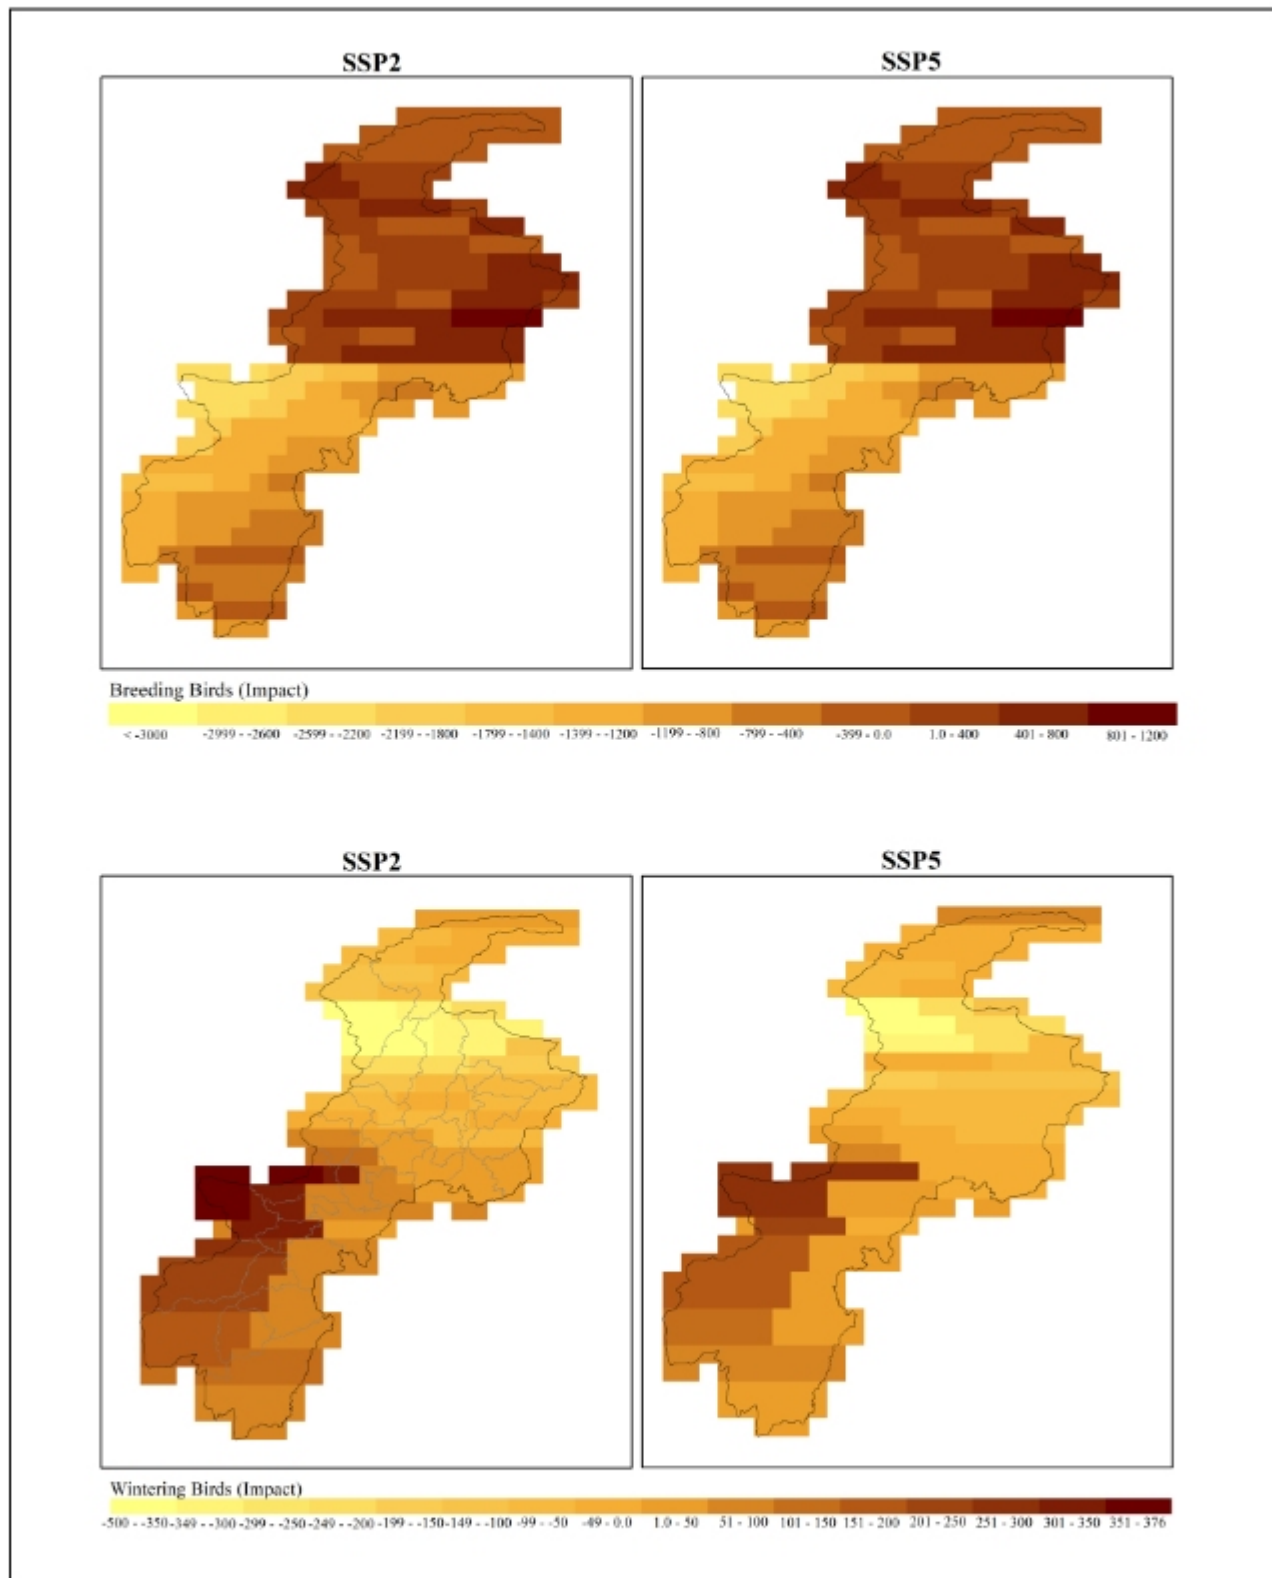 SSP2 SSP5
Breeding Birds (Impact)
< -3000 -2999 - -2600 -2599 - -2200 -2199 - -1800 -1799 - -1400 -1399 - -1200 -1199 - -800 -799 - -400 -399 - 0.0 1.0 - 400 401 - 800 801 - 1200
SSP2 SSP5
Wintering Birds (Impact)
-500 - -350 -349 - -300 -299 - -250 -249 - -200 -199 - -150 -149 - -100 -99 - -50 -49 - 0.0 1.0 - 50 51 - 100 101 - 150 151 - 200 201 - 250 251 - 300 301 - 350 351 - 376